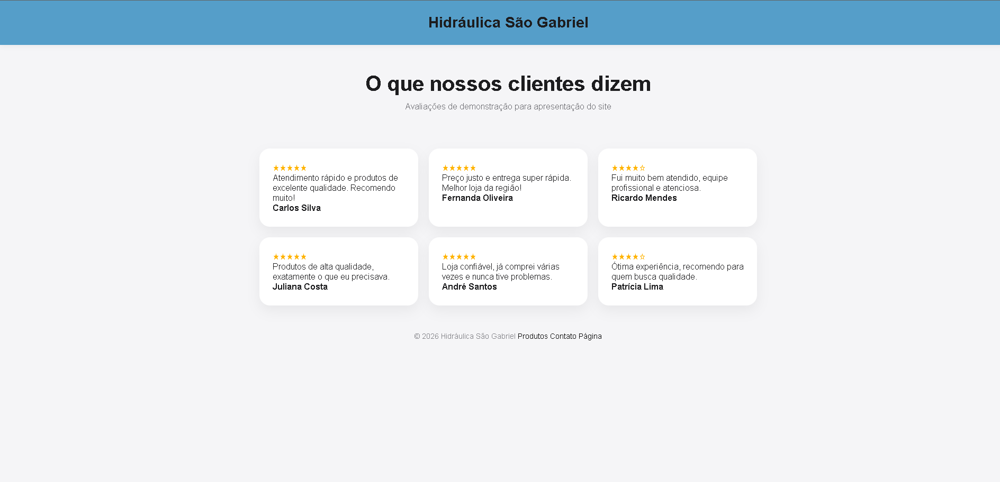 Hidráulica São Gabriel
O que nossos clientes dizem
Avaliações de demonstração para apresentação do site
★★★★★
Atendimento rápido e produtos de
excelente qualidade. Recomendo
muito!
Carlos Silva
★★★★★
Preço justo e entrega super rápida.
Melhor loja da região!
Fernanda Oliveira
★★★★☆
Fui muito bem atendido, equipe
profissional e atenciosa.
Ricardo Mendes
★★★★★
Produtos de alta qualidade,
exatamente o que eu precisava.
Juliana Costa
★★★★★
Loja confiável, já comprei várias
vezes e nunca tive problemas.
André Santos
★★★★☆
Ótima experiência, recomendo para
quem busca qualidade.
Patrícia Lima
© 2026 Hidráulica São Gabriel Produtos Contato Página